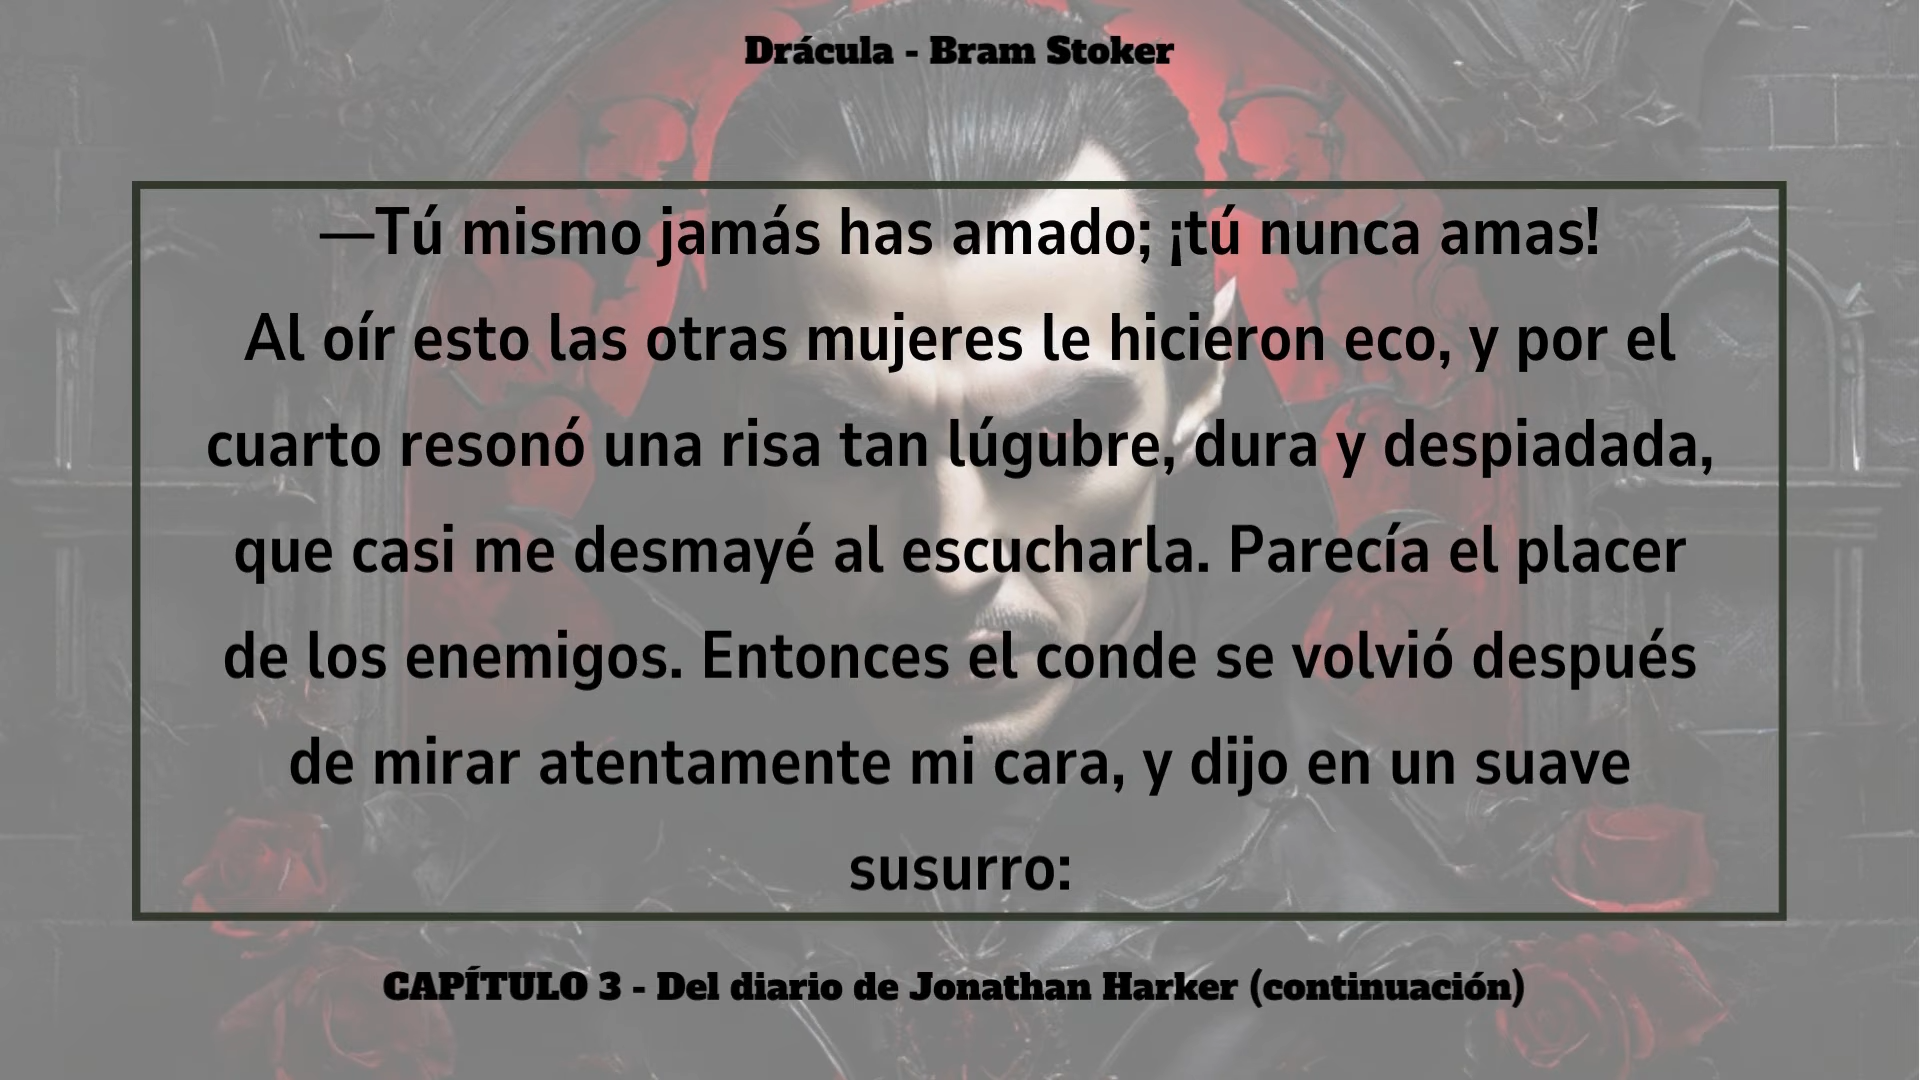 Drácula - Bram Stoker
—Tú mismo jamás has amado; ¡tú nunca amas!
Al oír esto las otras mujeres le hicieron eco, y por el
cuarto resonó una risa tan lúgubre, dura y despiadada,
que casi me desmayé al escucharla. Parecía el placer
de los enemigos. Entonces el conde se volvió después
de mirar atentamente mi cara, y dijo en un suave
susurro:
CAPÍTULO 3 - Del diario de Jonathan Harker (continuación)